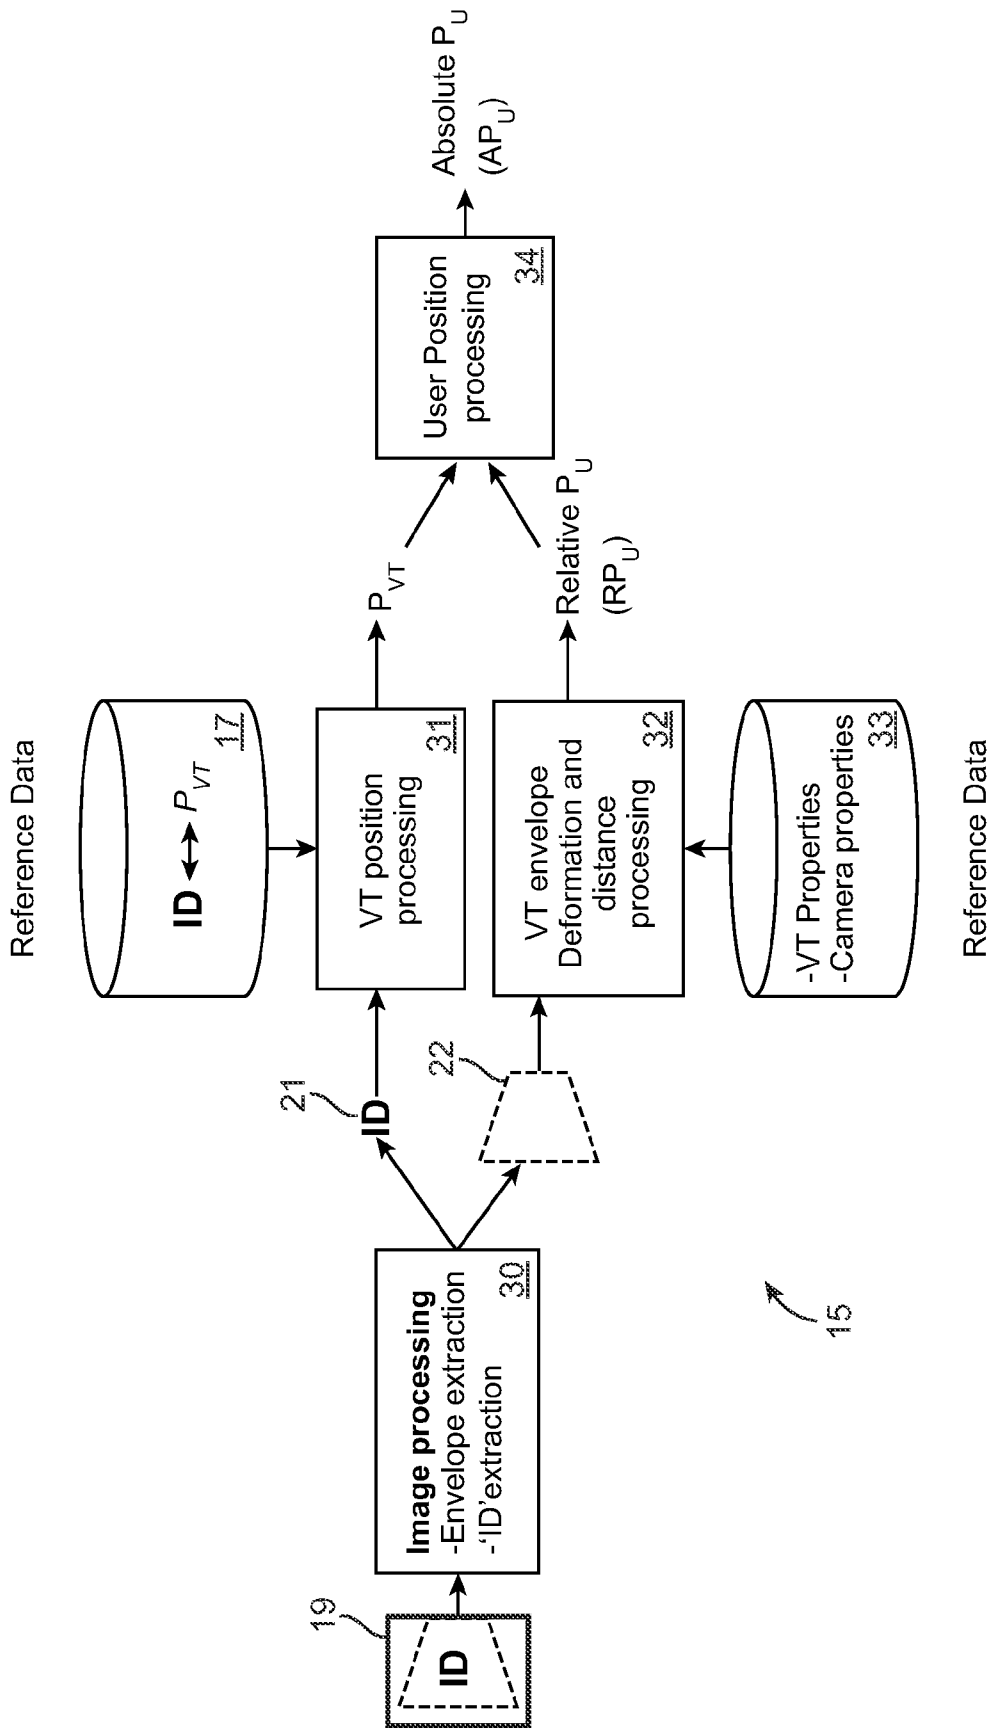 19
ID
Image processing
-Envelope extraction
-'ID'extraction
30
21
ID
22
15
Reference Data
ID P_VT
17
VT position
processing
31
P_VT
VT envelope
Deformation and
distance
processing
32
Relative P_U
(RP_U)
-VT Properties
-Camera properties
33
Reference Data
User Position
processing
34
Absolute P_U
(AP_U)